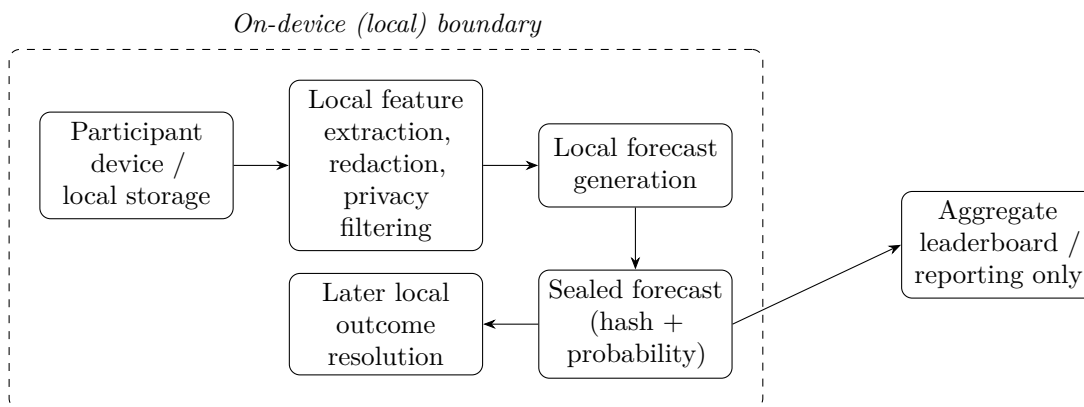 On-device (local) boundary
Participant
device /
local storage
Local feature
extraction,
redaction,
privacy
filtering
Local forecast
generation
Aggregate
leaderboard /
reporting only
Later local
outcome
resolution
Sealed forecast
(hash +
probability)